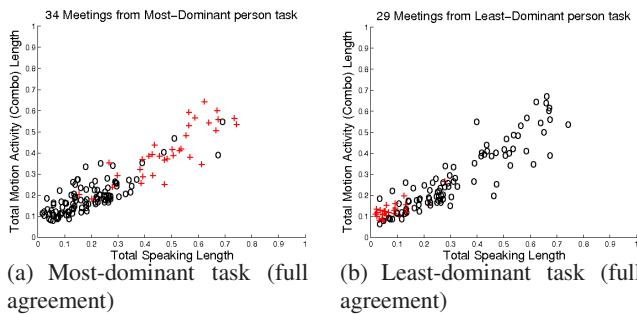 34 Meetings from Most-Dominant person task
Total Motion Activity (Combo) Length
1
0.9
0.8
0.7
0.6
0.5
0.4
0.3
0.2
0.1
0
0 0.1 0.2 0.3 0.4 0.5 0.6 0.7 0.8 0.9 1
Total Speaking Length
(a) Most-dominant task (full
agreement)
29 Meetings from Least-Dominant person task
Total Motion Activity (Combo) Length
1
0.9
0.8
0.7
0.6
0.5
0.4
0.3
0.2
0.1
0
0 0.1 0.2 0.3 0.4 0.5 0.6 0.7 0.8 0.9 1
Total Speaking Length
(b) Least-dominant task (full
agreement)